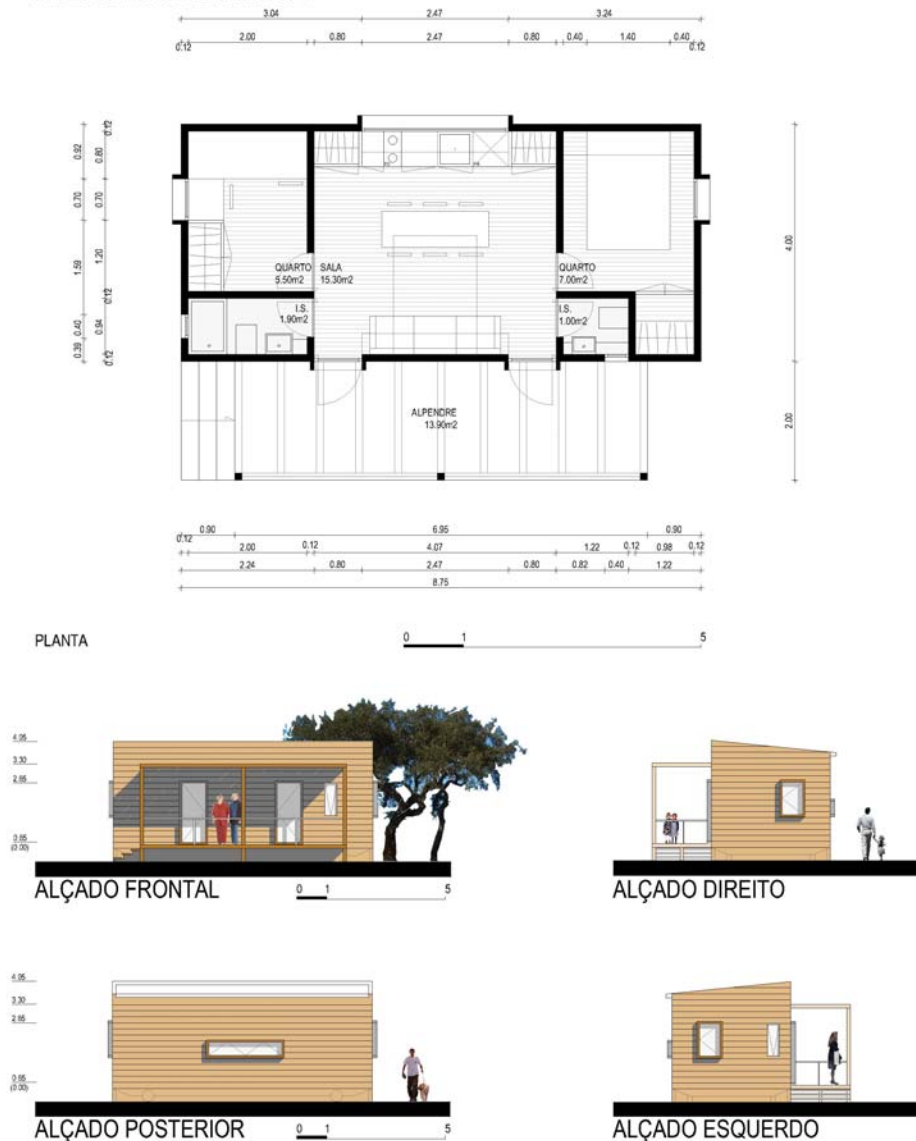 3.04 2.47 3.24
0.12 2.00 0.80 2.47 0.80 0.40 1.40 0.40 0.12
0.92 0.70 1.59 0.40 0.39
0.12 0.80 0.70 1.20 0.12 0.94 0.12
4.00
2.00
QUARTO
5.50m2
SALA
15.30m2
QUARTO
7.00m2
I.S.
1.90m2
I.S.
1.00m2
ALPENDRE
13.90m2
0.90 6.95 0.90
0.12 2.00 0.12 4.07 1.22 0.12 0.98 0.12
2.24 0.80 2.47 0.80 0.82 0.40 1.22
8.75
PLANTA
0 1 5
4.05
3.30
2.65
0.65
(0.00)
ALÇADO FRONTAL
0 1 5
ALÇADO DIREITO
4.05
3.30
2.65
0.65
(0.00)
ALÇADO POSTERIOR
0 1 5
ALÇADO ESQUERDO